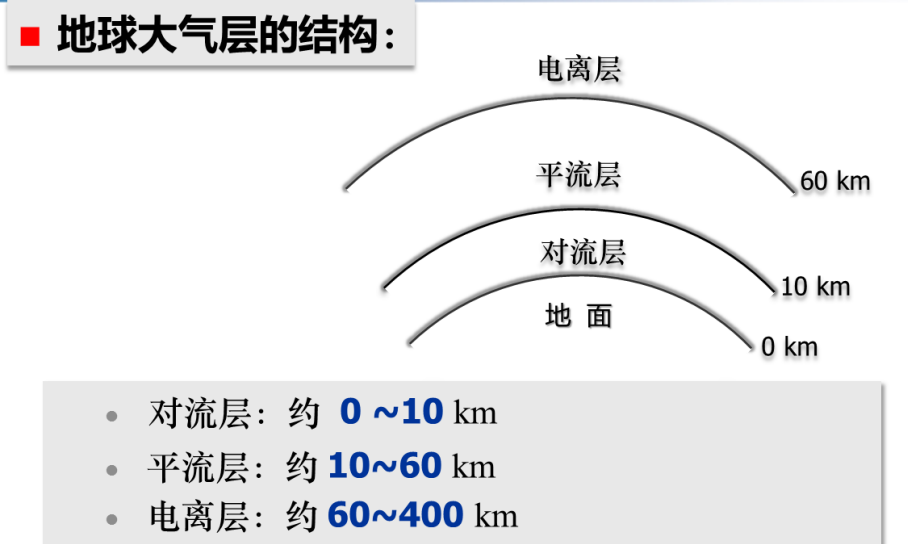 地球大气层的结构：
电离层
平流层
60 km
对流层
10 km
地 面
0 km
对流层：约 0 ~10 km
平流层：约 10~60 km
电离层：约 60~400 km